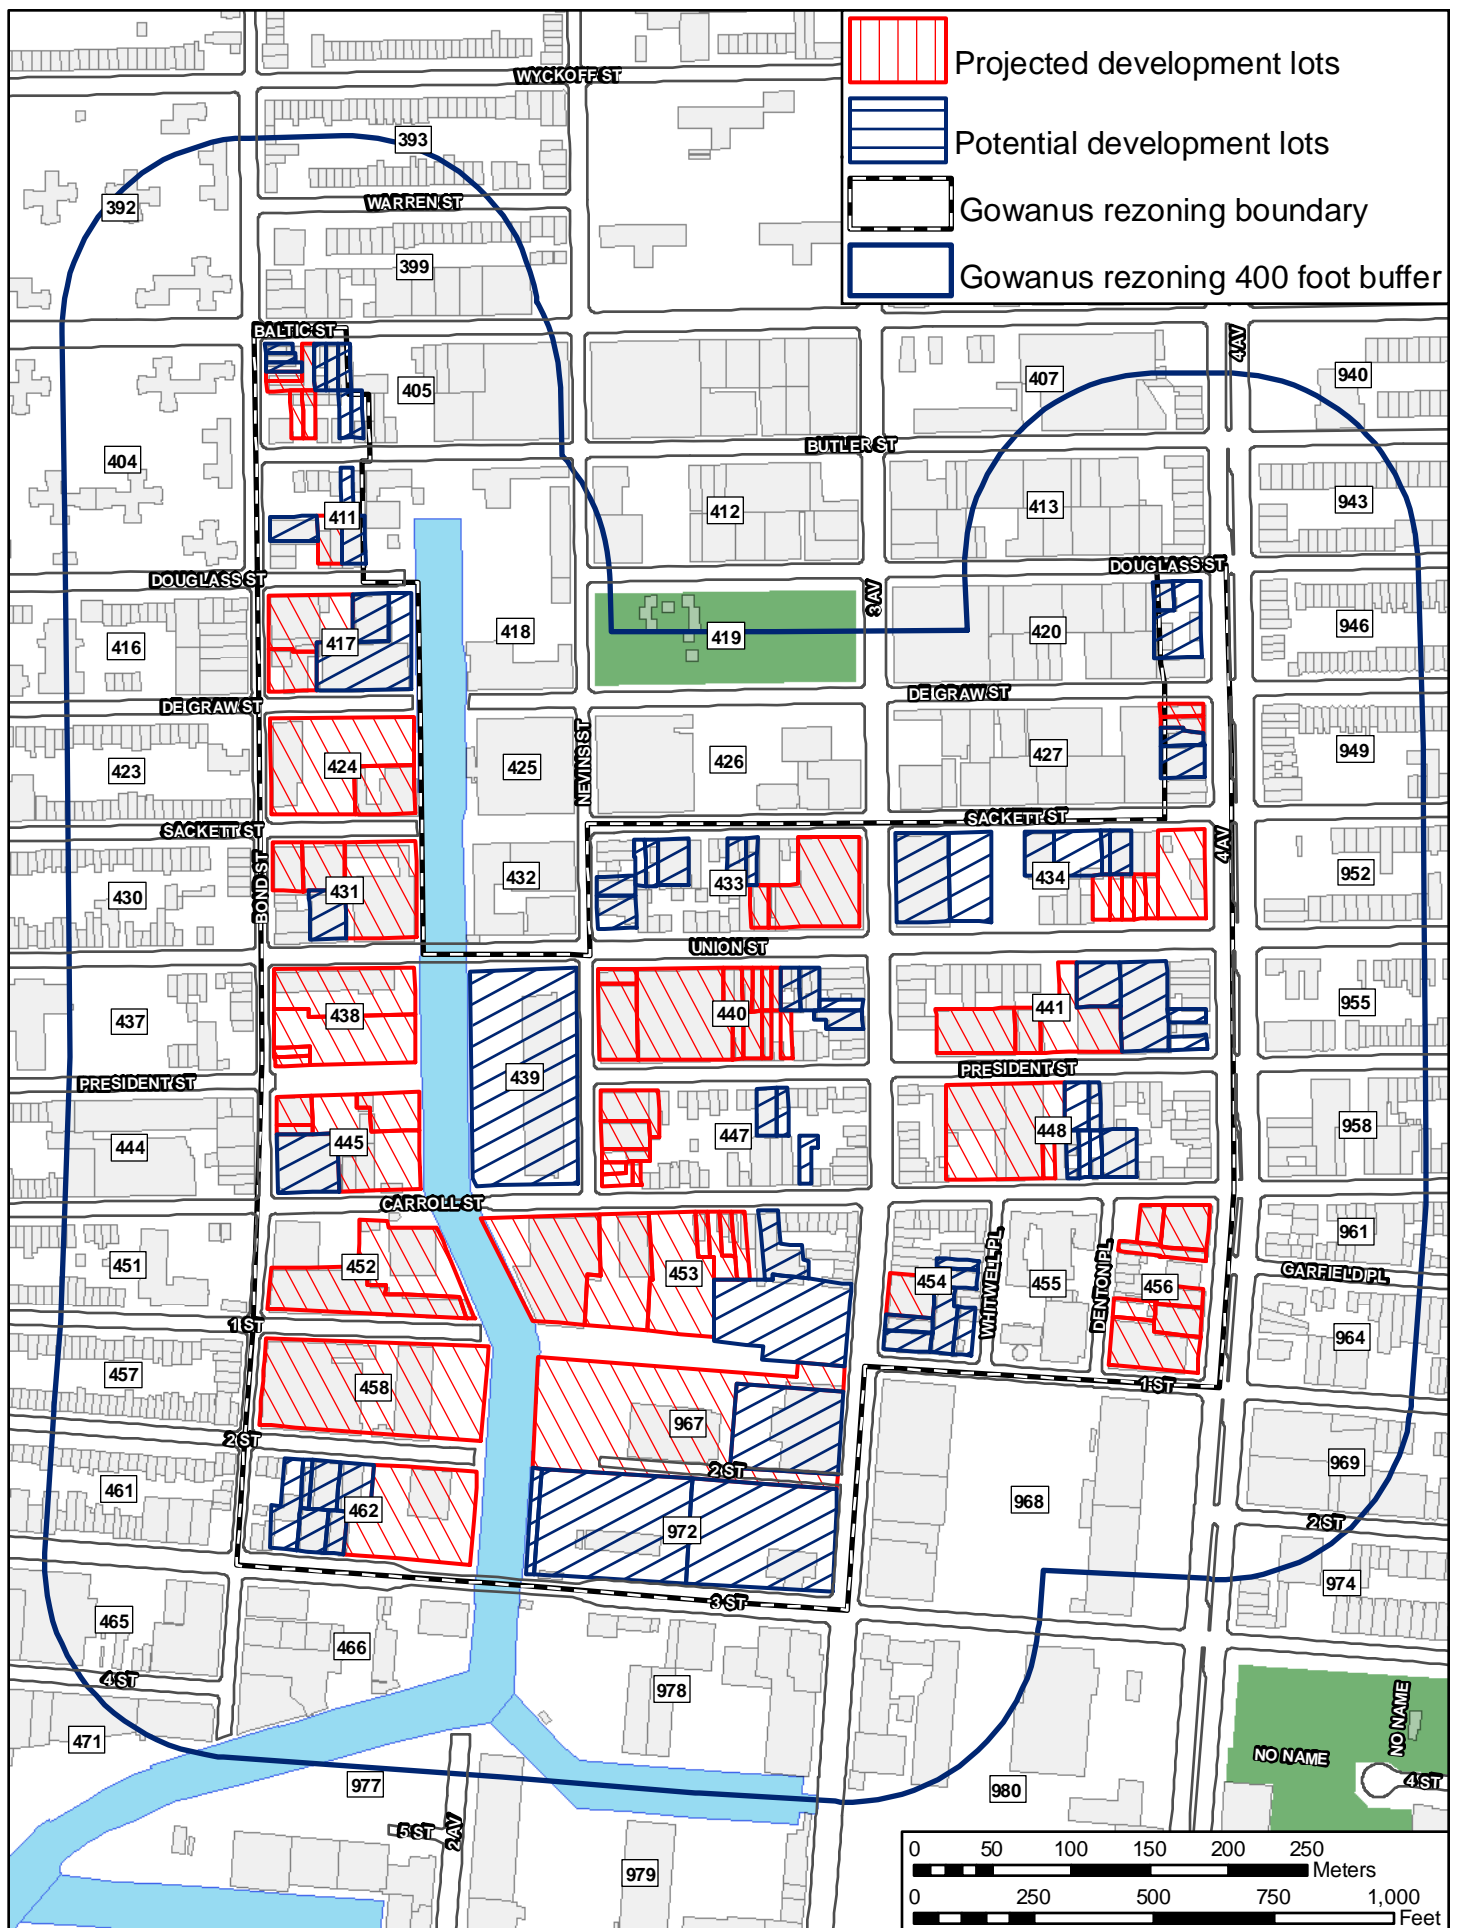 Projected development lots
WYCKOFF ST
Potential development lots
393
WARREN ST
392
Gowanus rezoning boundary
399
Gowanus rezoning 400 foot buffer
BALTIC ST
4 AV
405
407
940
BUTLER ST
404
411
412
413
943
DOUGLASS ST
DOUGLASS ST
3 AV
416
417
418
419
420
946
DEGRAW ST
DEGRAW ST
423
424
425
NEVINS ST
426
427
949
SACKETT ST
SACKETT ST
4 AV
430
BOND ST
431
432
433
434
952
UNION ST
437
438
439
440
441
955
PRESIDENT ST
PRESIDENT ST
444
445
447
448
958
CARROLL ST
451
452
453
454
WHITWELL PL
455
DENTON PL
456
961
GARFIELD PL
1 ST
964
457
458
967
1 ST
2 ST
2 ST
969
461
462
972
968
2 ST
3 ST
974
465
466
4 ST
978
NO NAME
471
NO NAME
977
980
4 ST
5 ST
2 AV
979
0 50 100 150 200 250
Meters
0 250 500 750 1,000
Feet